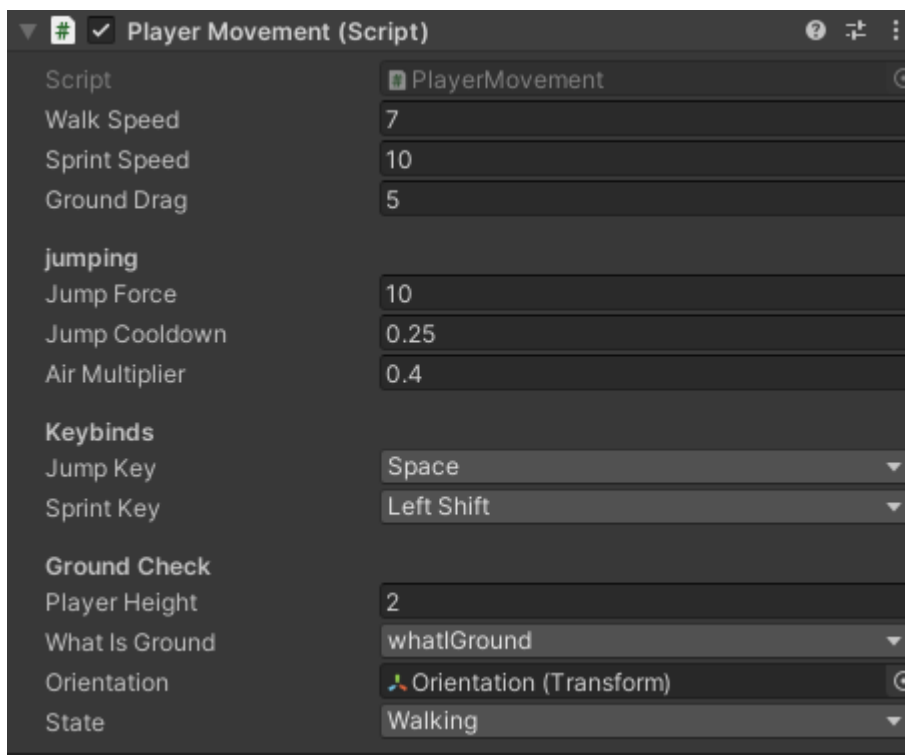 Player Movement (Script)
Script PlayerMovement
Walk Speed 7
Sprint Speed 10
Ground Drag 5
jumping
Jump Force 10
Jump Cooldown 0.25
Air Multiplier 0.4
Keybinds
Jump Key Space
Sprint Key Left Shift
Ground Check
Player Height 2
What Is Ground whatIGround
Orientation Orientation (Transform)
State Walking